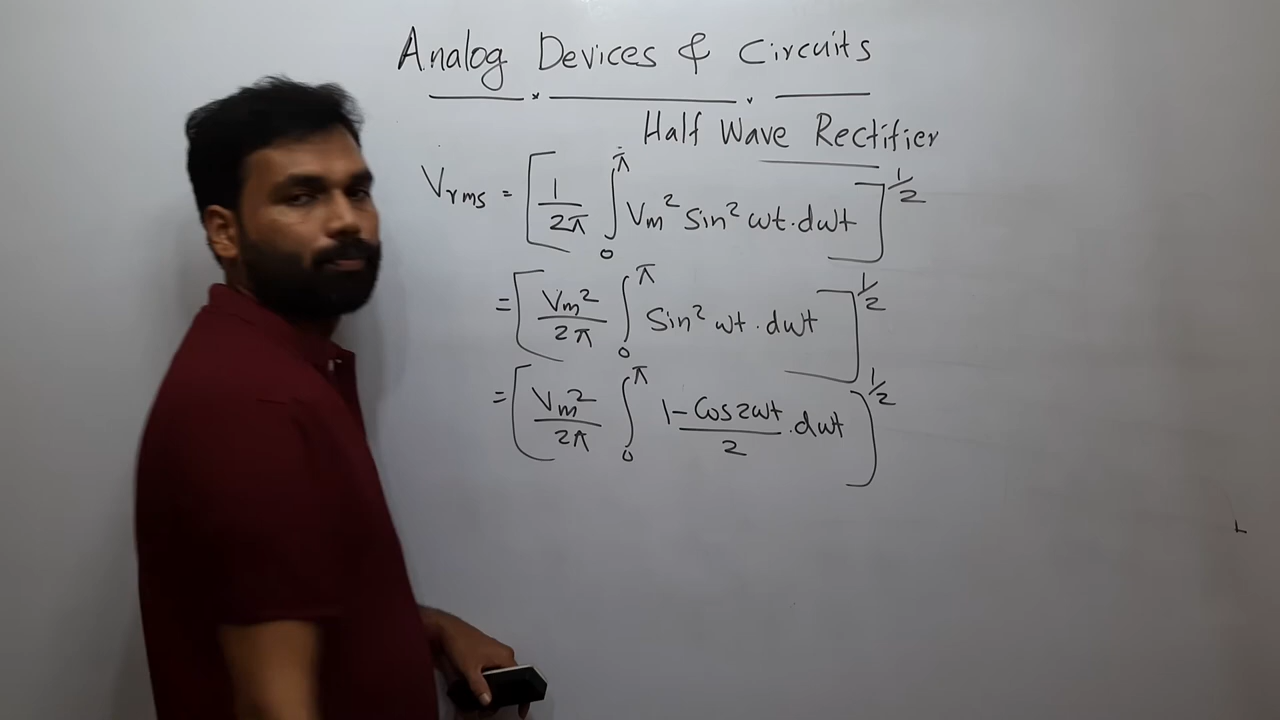 Analog Devices & Circuits
Half Wave Rectifier
Vrms = [1/2π ∫₀^π Vm² Sin² ωt.dωt]^1/2
= [Vm²/2π ∫₀^π Sin² ωt.dωt]^1/2
= [Vm²/2π ∫₀^π 1-Cos2ωt/2 .dωt]^1/2